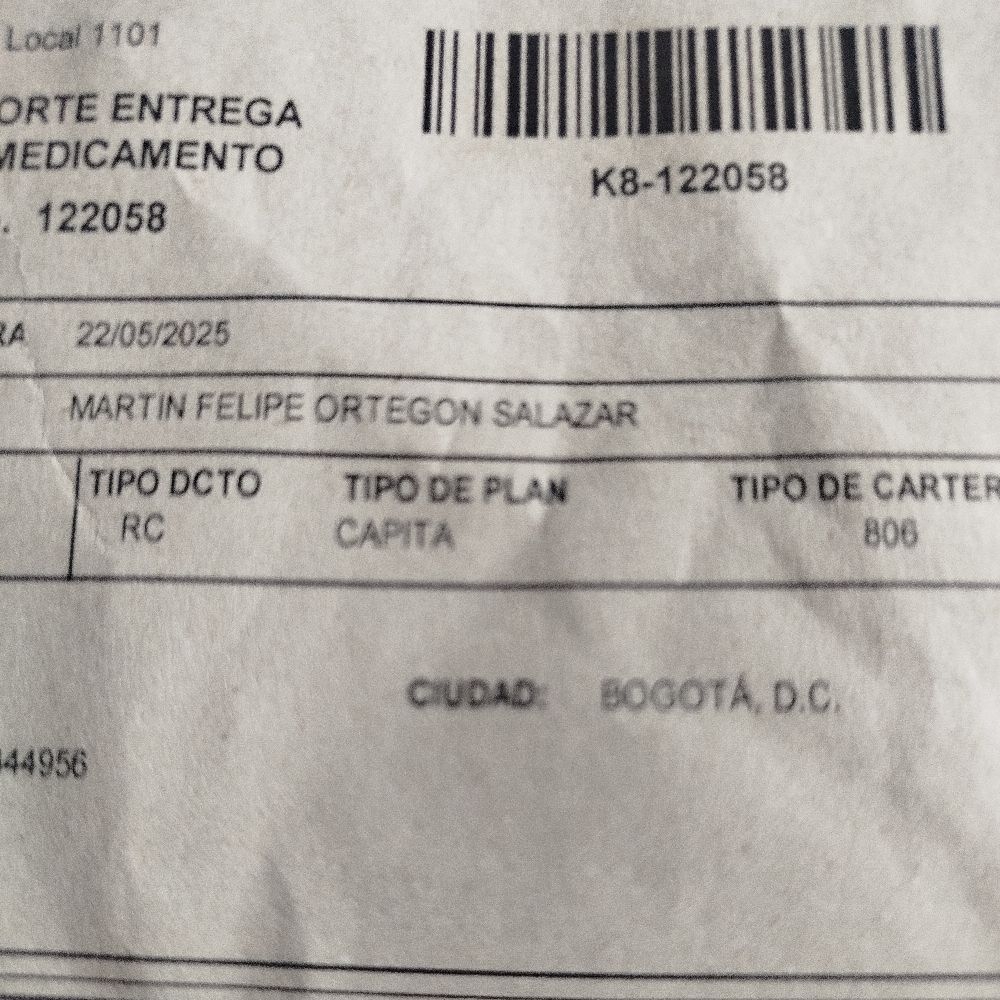 Local 1101
ORTE ENTREGA
MEDICAMENTO
. 122058
K8-122058
RA 22/05/2025
MARTIN FELIPE ORTEGON SALAZAR
TIPO DCTO TIPO DE PLAN TIPO DE CARTER
RC CAPITA 806
CIUDAD: BOGOTÁ, D.C.
44956